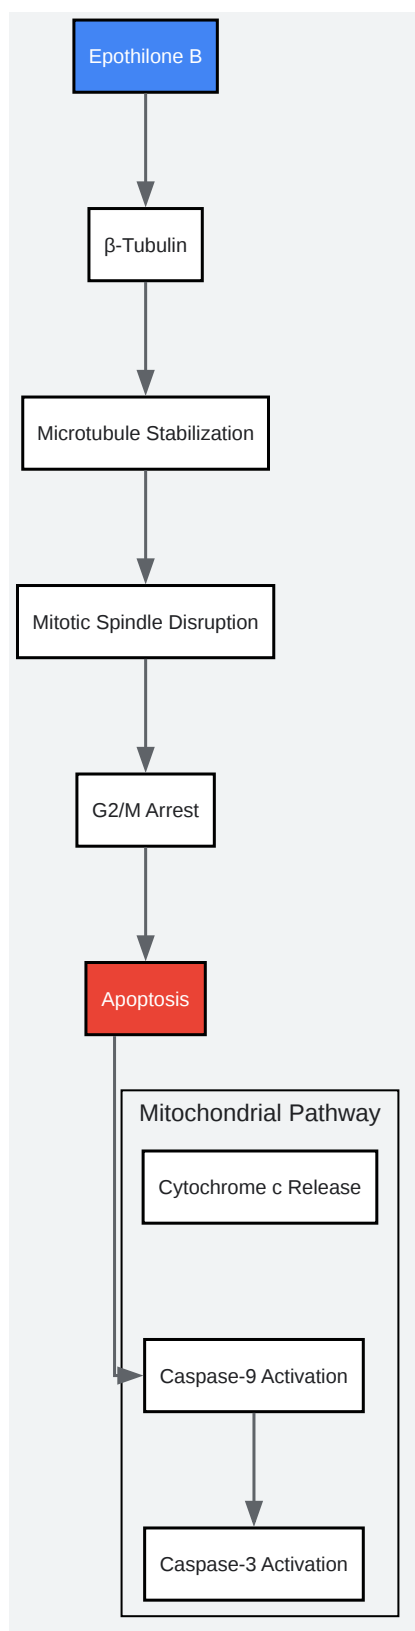 Epothilone B
β-Tubulin
Microtubule Stabilization
Mitotic Spindle Disruption
G2/M Arrest
Apoptosis
Mitochondrial Pathway
Cytochrome c Release
Caspase-9 Activation
Caspase-3 Activation